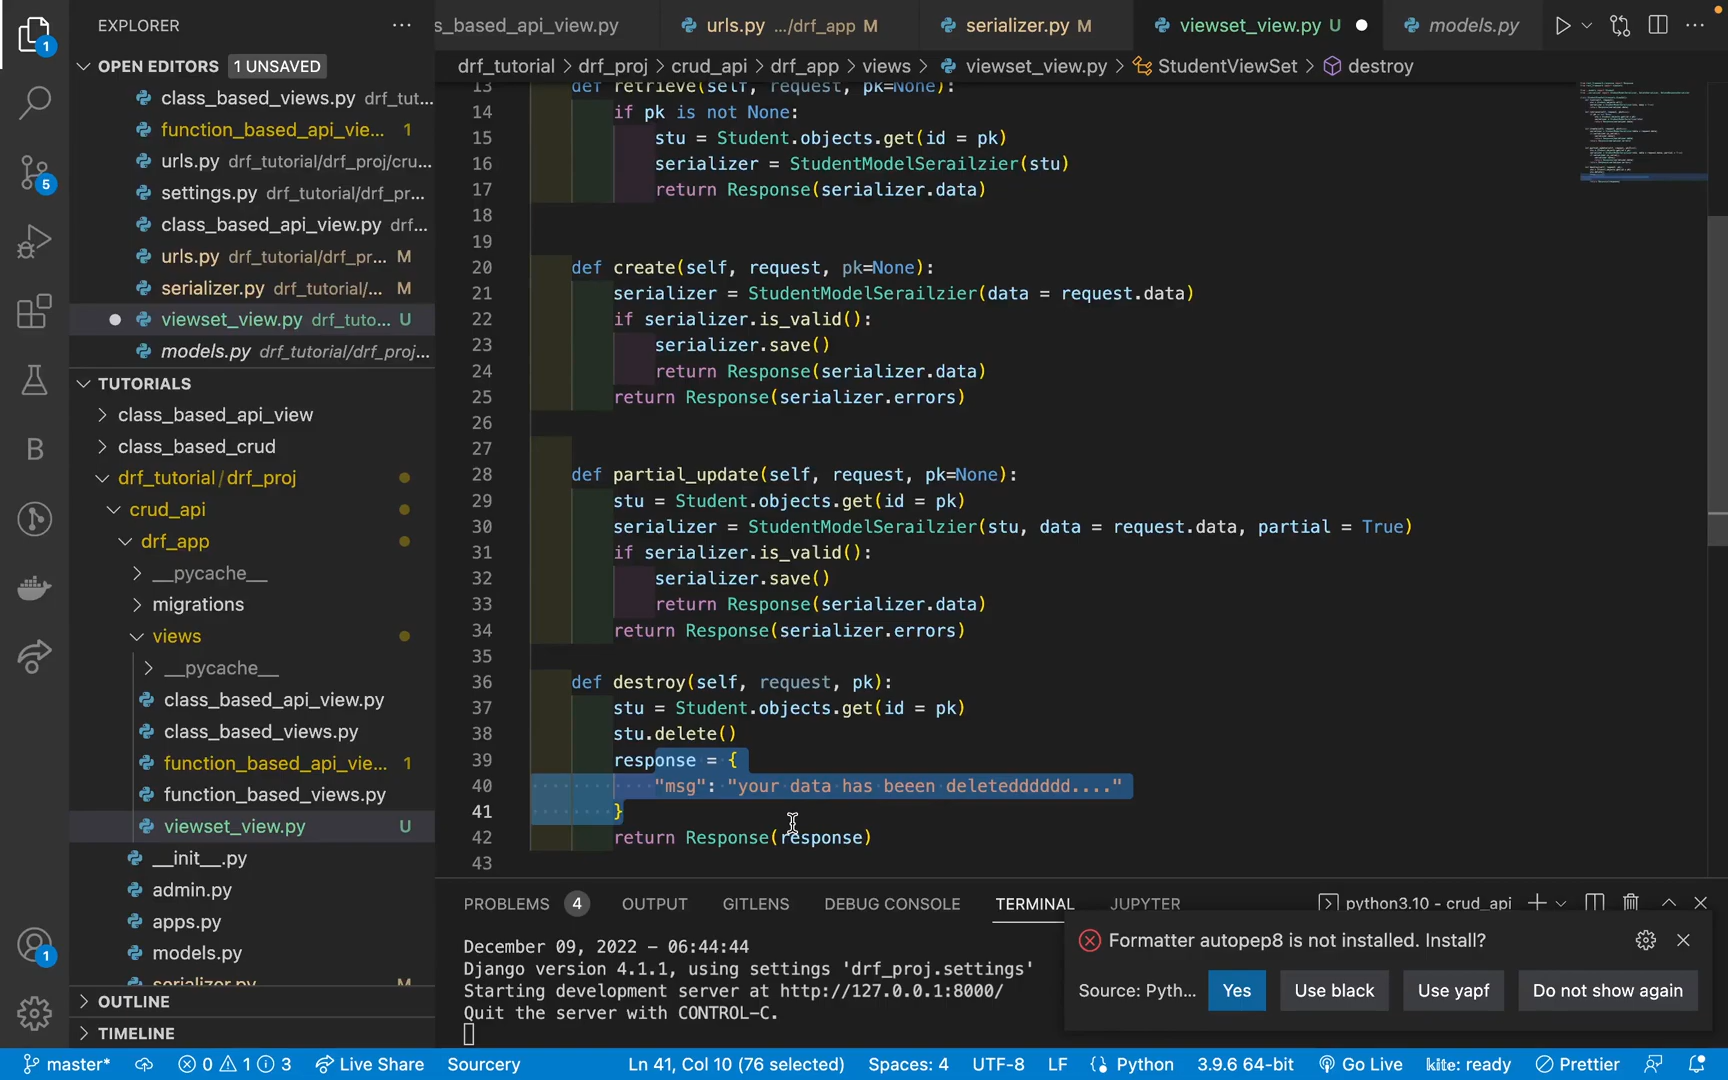 EXPLORER
OPEN EDITORS 1 UNSAVED
class_based_views.py drf_tut...
function_based_api_vie... 1
urls.py drf_tutorial/drf_proj/cru...
settings.py drf_tutorial/drf_pr...
class_based_api_view.py drf...
urls.py drf_tutorial/drf_pr... M
serializer.py drf_tutorial/... M
viewset_view.py drf_tuto... U
models.py drf_tutorial/drf_proj...
TUTORIALS
class_based_api_view
class_based_crud
drf_tutorial / drf_proj
crud_api
drf_app
__pycache__
migrations
views
__pycache__
class_based_api_view.py
class_based_views.py
function_based_api_vie... 1
function_based_views.py
viewset_view.py U
__init__.py
admin.py
apps.py
models.py
serializer.py M
OUTLINE
TIMELINE
1
5
1
s_based_api_view.py urls.py .../drf_app M serializer.py M viewset_view.py U models.py
drf_tutorial > drf_proj > crud_api > drf_app > views > viewset_view.py > StudentViewSet > destroy
13 def retrieve(self, request, pk=None):
14 if pk is not None:
15 stu = Student.objects.get(id = pk)
16 serializer = StudentModelSerailzier(stu)
17 return Response(serializer.data)
18
19
20 def create(self, request, pk=None):
21 serializer = StudentModelSerailzier(data = request.data)
22 if serializer.is_valid():
23 serializer.save()
24 return Response(serializer.data)
25 return Response(serializer.errors)
26
27
28 def partial_update(self, request, pk=None):
29 stu = Student.objects.get(id = pk)
30 serializer = StudentModelSerailzier(stu, data = request.data, partial = True)
31 if serializer.is_valid():
32 serializer.save()
33 return Response(serializer.data)
34 return Response(serializer.errors)
35
36 def destroy(self, request, pk):
37 stu = Student.objects.get(id = pk)
38 stu.delete()
39 response = {
40 "msg": "your data has beeen deletedddddd...."
41 }
42 return Response(response)
43
PROBLEMS 4 OUTPUT GITLENS DEBUG CONSOLE TERMINAL JUPYTER python3.10 - crud_api
December 09, 2022 - 06:44:44
Django version 4.1.1, using settings 'drf_proj.settings'
Starting development server at http://127.0.0.1:8000/
Quit the server with CONTROL-C.
Formatter autopep8 is not installed. Install?
Source: Pyth... Yes Use black Use yapf Do not show again
master* 0 1 3 Live Share Sourcery Ln 41, Col 10 (76 selected) Spaces: 4 UTF-8 LF Python 3.9.6 64-bit Go Live kite: ready Prettier